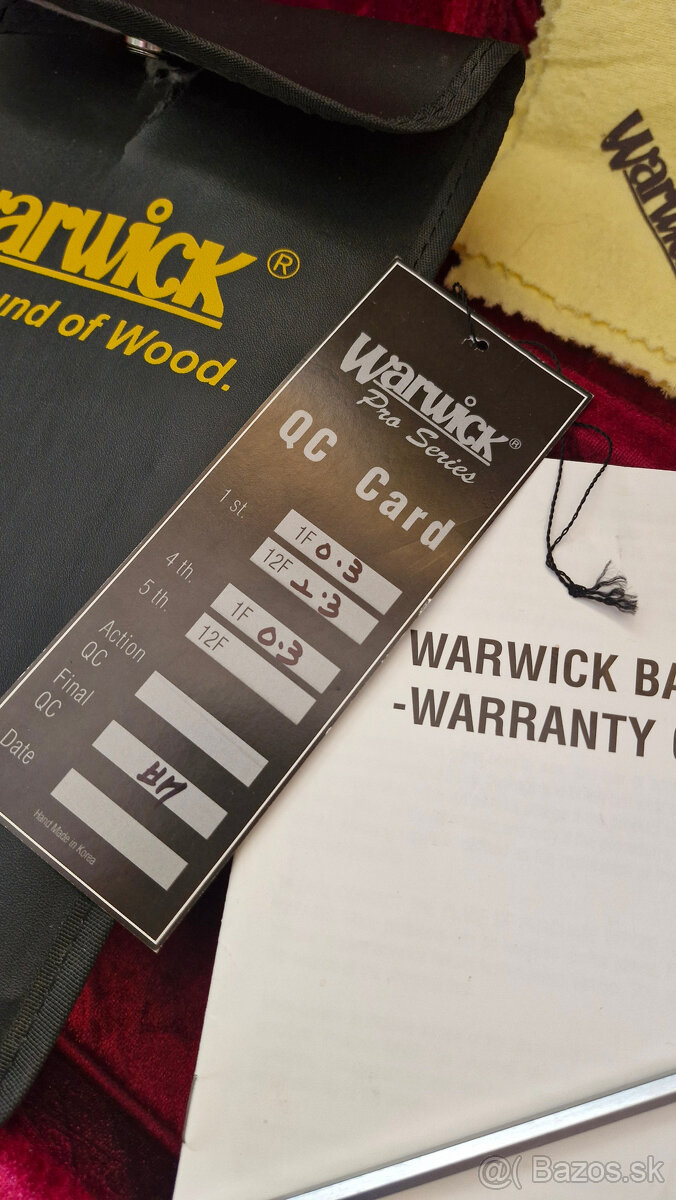 arwick®
und of Wood.
Warwick
Warwick®
Pro Series
QC Card
1 st.
1F 0.3
12F 1.3
4 th.
5 th.
1F 0.3
12F
Action
QC
Final
QC
Date
Hand Made in Korea
WARWICK BA
-WARRANTY
@( Bazos.sk